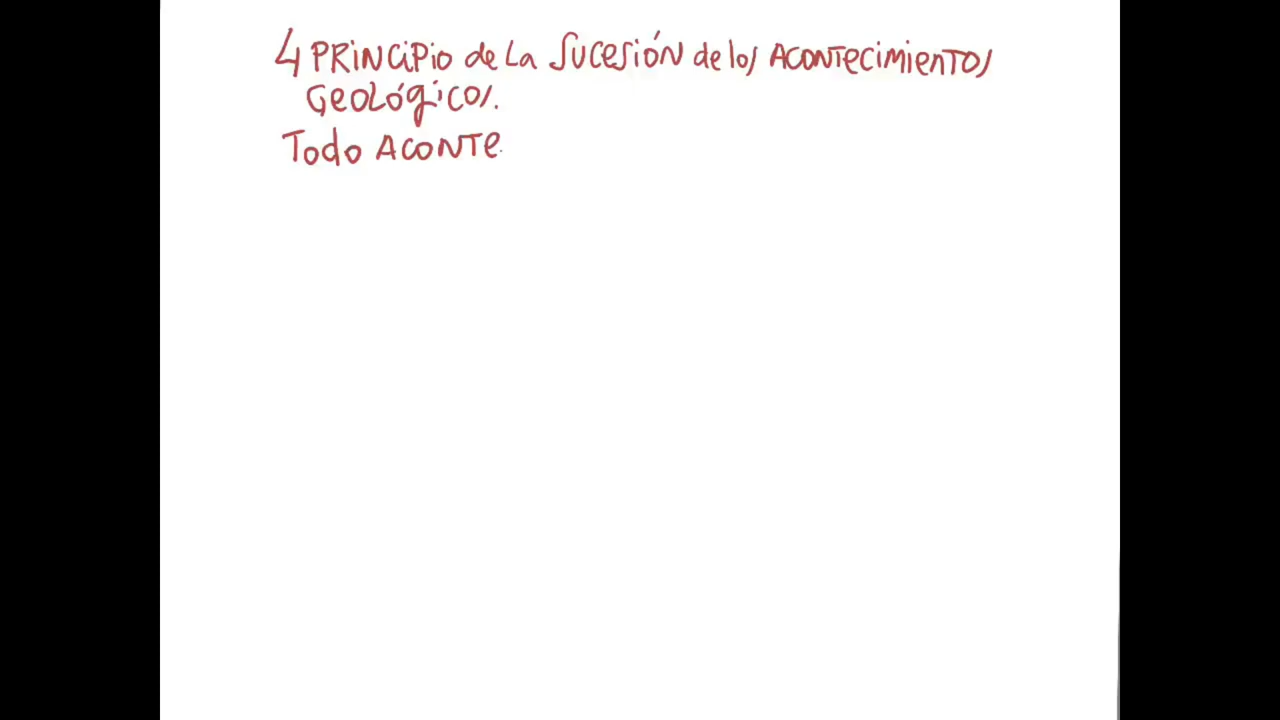 4 PRINCIPIO de LA SUCESIÓN de los ACONTECIMIENTOS
GEOLÓGICOS.
Todo ACONTE